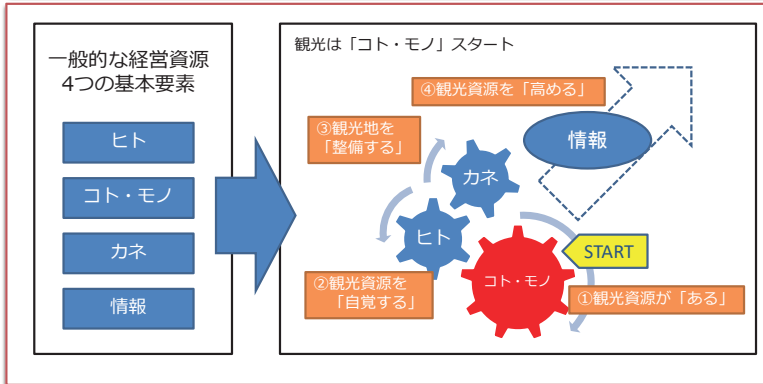 一般的な経営資源
4つの基本要素
ヒト
コト・モノ
カネ
情報
観光は「コト・モノ」スタート
④観光資源を「高める」
③観光地を
「整備する」
情報
カネ
ヒト
START
コト・モノ
②観光資源を
「自覚する」
①観光資源が「ある」